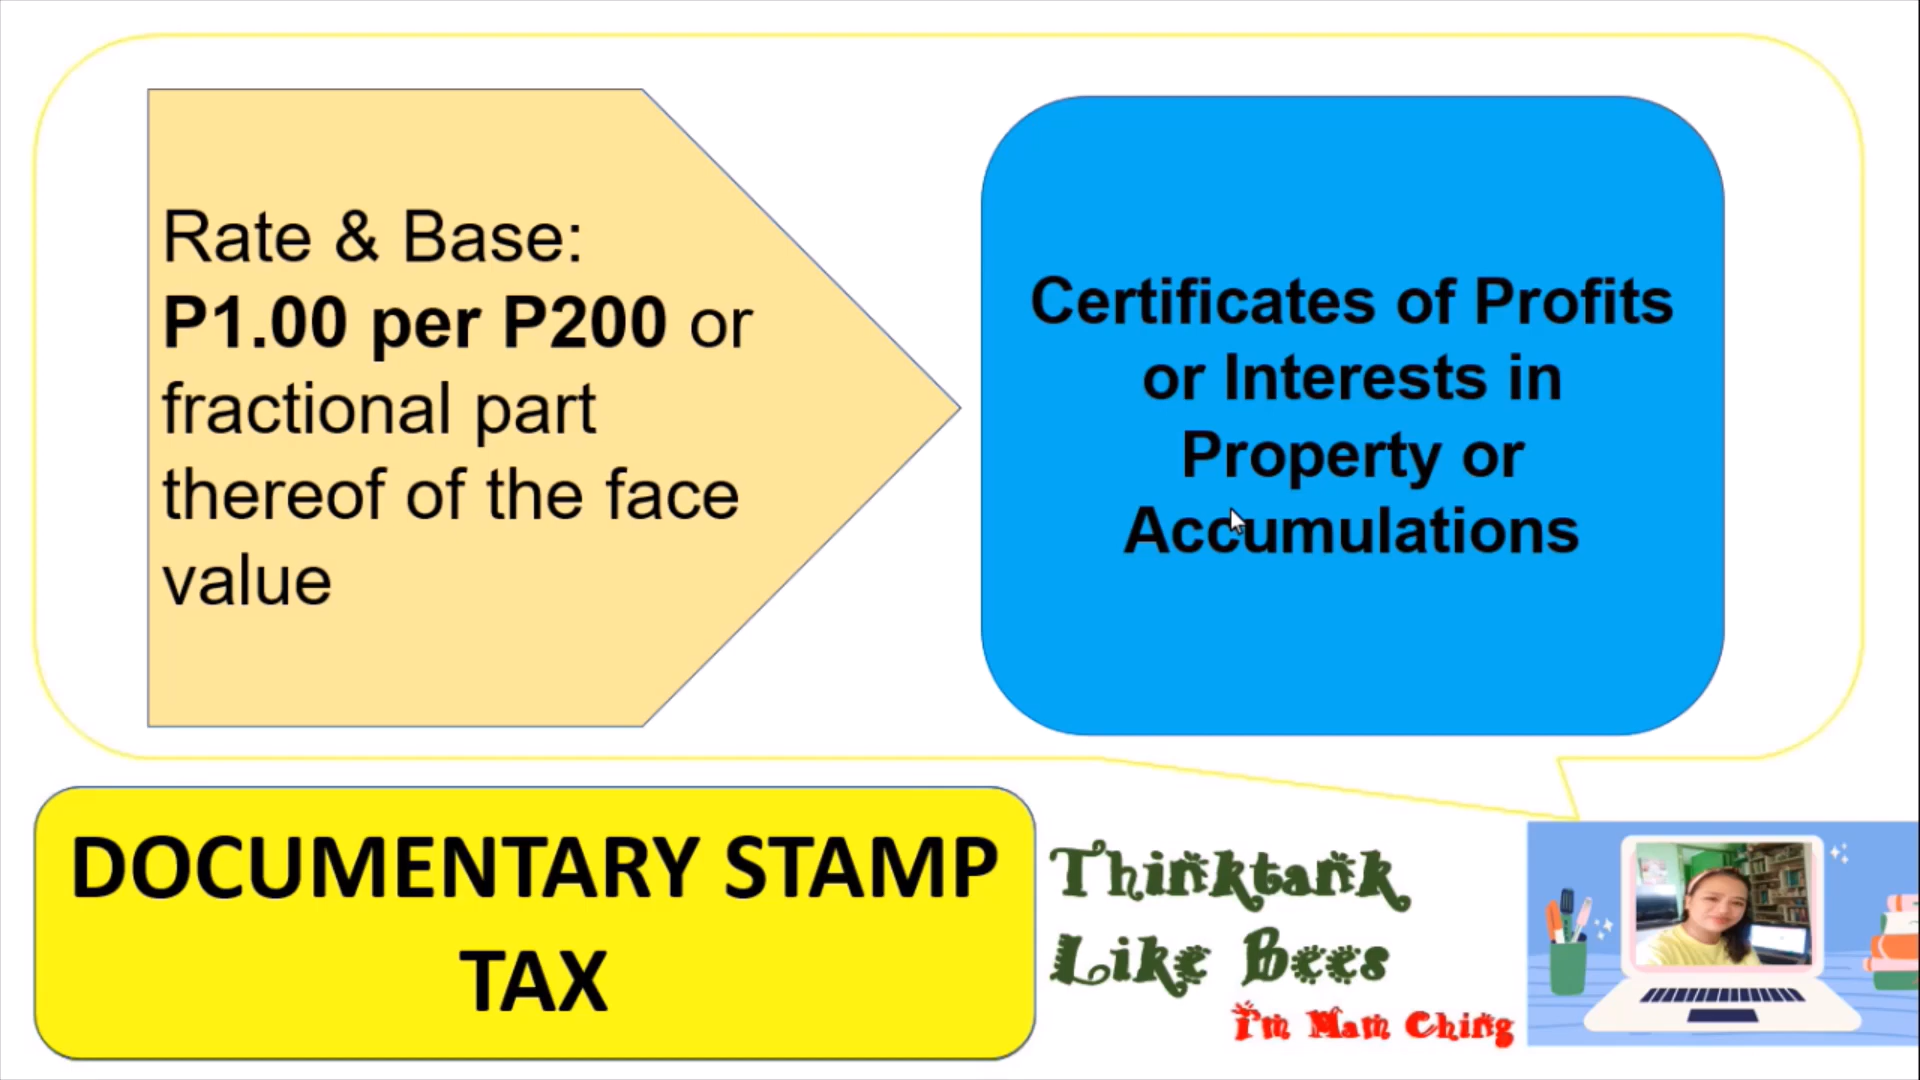 Rate & Base:
P1.00 per P200 or
fractional part
thereof of the face
value
Certificates of Profits
or Interests in
Property or
Accumulations
DOCUMENTARY STAMP
TAX
Thinktank
Like Bees
I'm Mam Ching